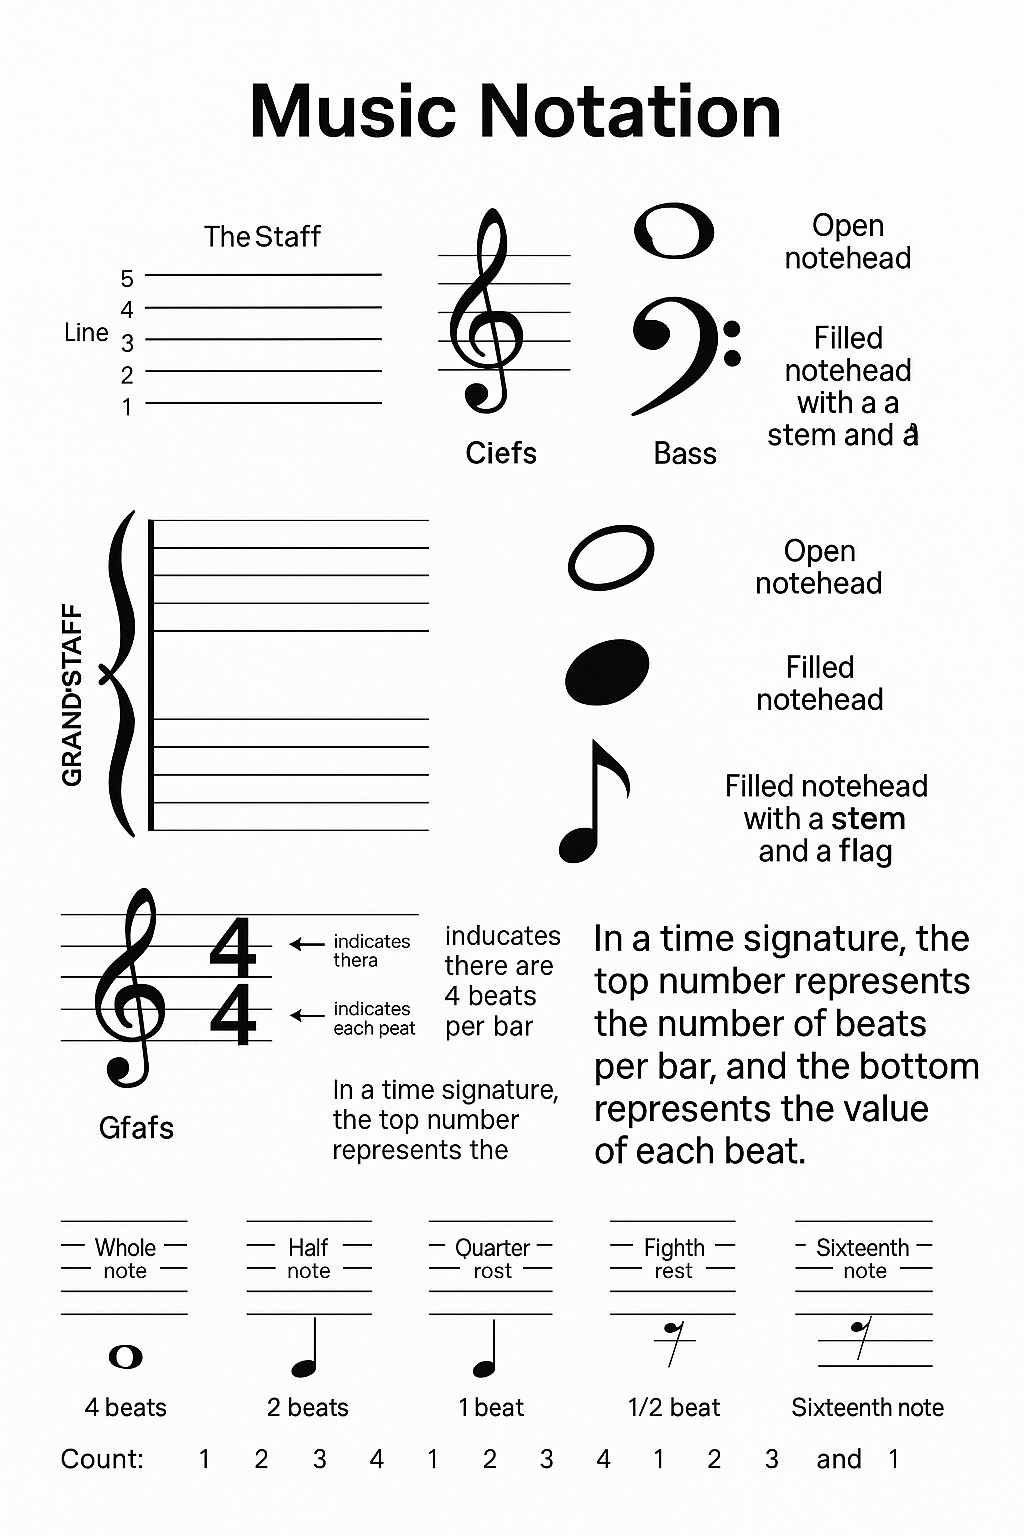 Music Notation
The Staff
Line
5
4
3
2
1
Ciefs
Bass
Open
notehead
Filled
notehead
with a a
stem and a
GRAND'STAFF
Open
notehead
Filled
notehead
Filled notehead
with a stem
and a flag
4
4
indicates
thera
indicates
each peat
inducates
there are
4 beats
per bar
Gfafs
In a time signature,
the top number
represents the
In a time signature, the
top number represents
the number of beats
per bar, and the bottom
represents the value
of each beat.
Whole
note
4 beats
Half
note
2 beats
Quarter
rost
1 beat
Fighth
rest
1/2 beat
Sixteenth
note
Sixteenth note
Count: 1 2 3 4 1 2 3 4 1 2 3 and 1